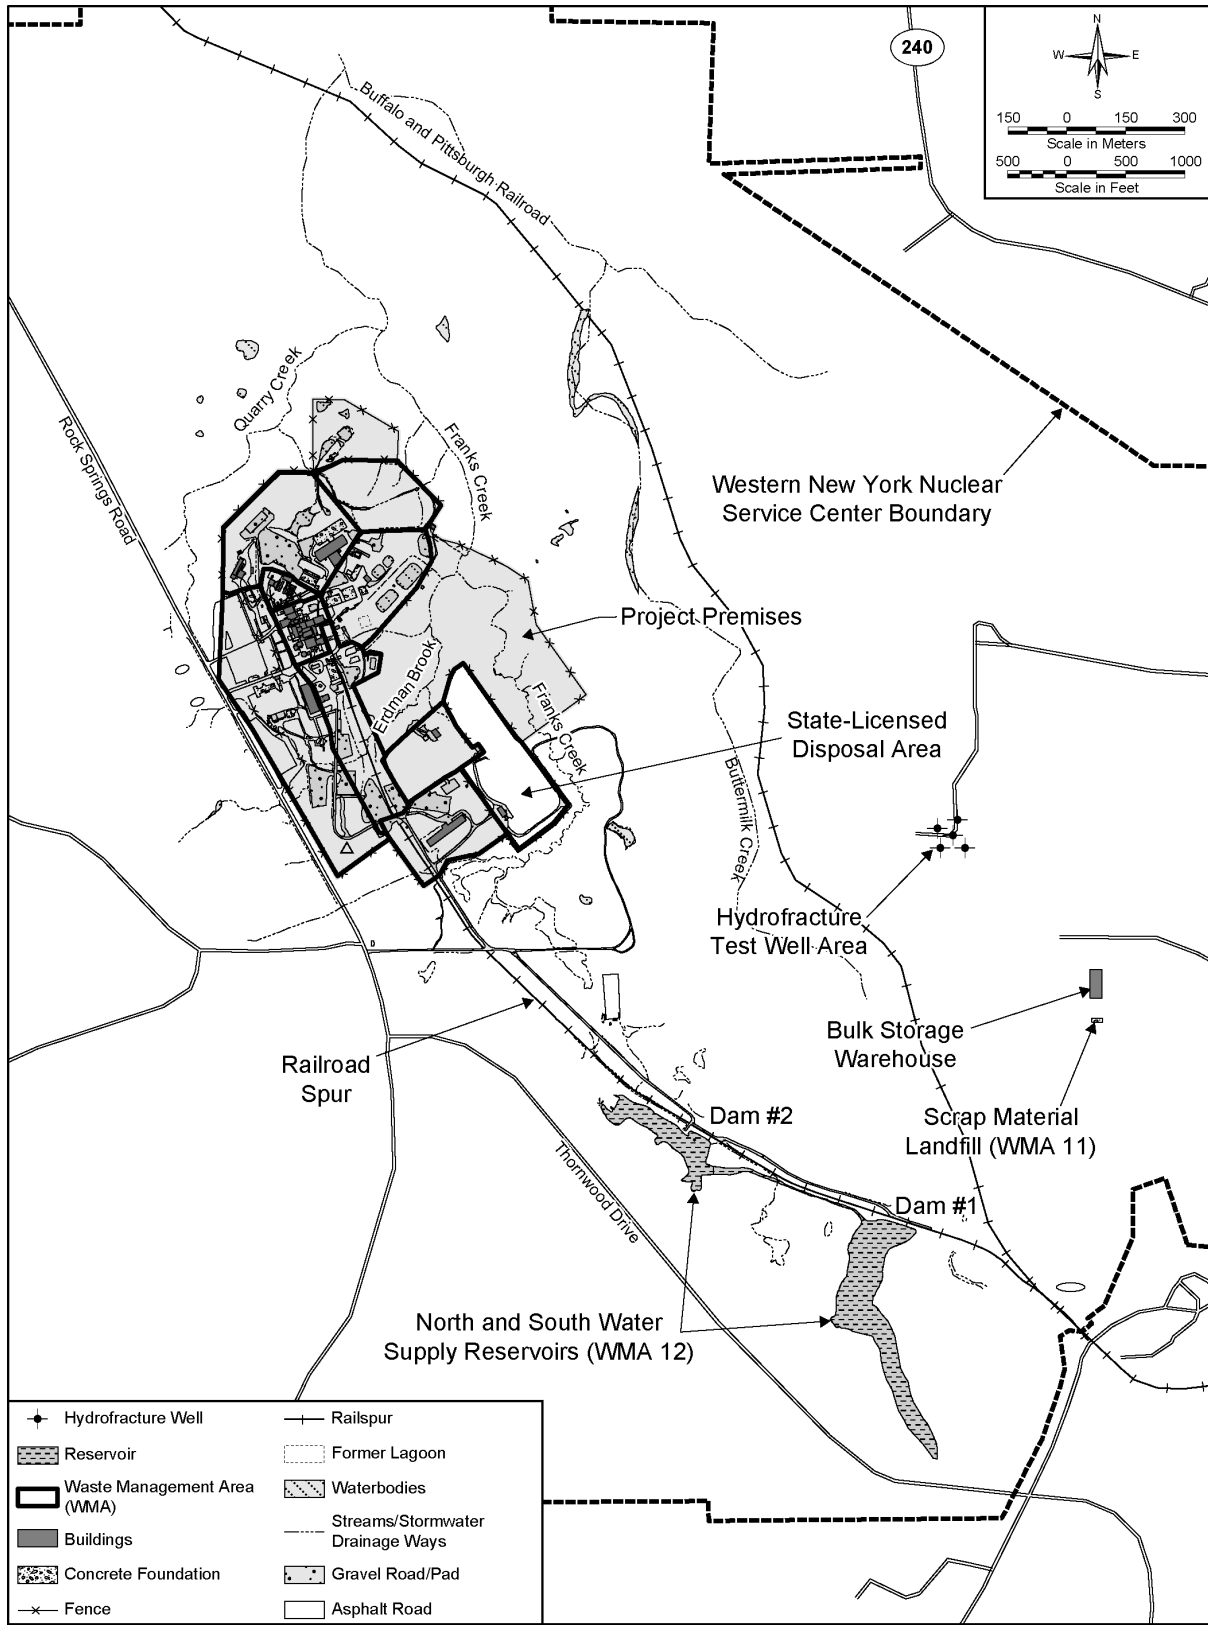 240
N
W
E
S
150 0 150 300
Scale in Meters
500 0 500 1000
Scale in Feet
Buffalo and Pittsburgh Railroad
Quarry Creek
Rock Springs Road
Franks Creek
Western New York Nuclear
Service Center Boundary
Project Premises
Erdman Brook
Franks Creek
State-Licensed
Disposal Area
Buttermilk Creek
Hydrofracture
Test Well Area
Bulk Storage
Warehouse
Railroad
Spur
Scrap Material
Landfill (WMA 11)
Dam #2
Thornwood Drive
Dam #1
North and South Water
Supply Reservoirs (WMA 12)
Hydrofracture Well
Reservoir
Waste Management Area
(WMA)
Buildings
Concrete Foundation
Fence
Railspur
Former Lagoon
Waterbodies
Streams/Stormwater
Drainage Ways
Gravel Road/Pad
Asphalt Road